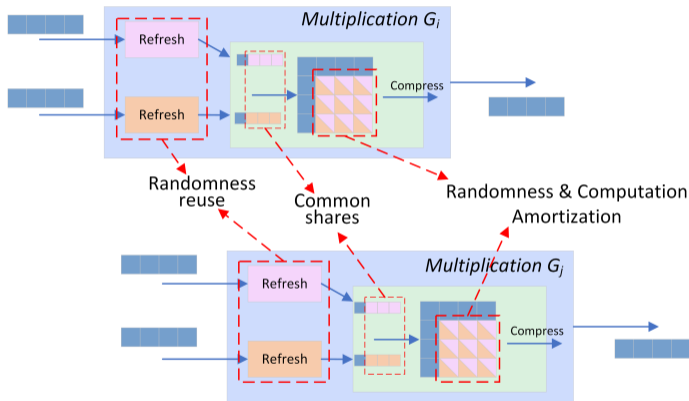 Multiplication Gi
Refresh
Compress
Refresh
Randomness
reuse
Common
shares
Randomness & Computation
Amortization
Multiplication Gj
Refresh
Compress
Refresh